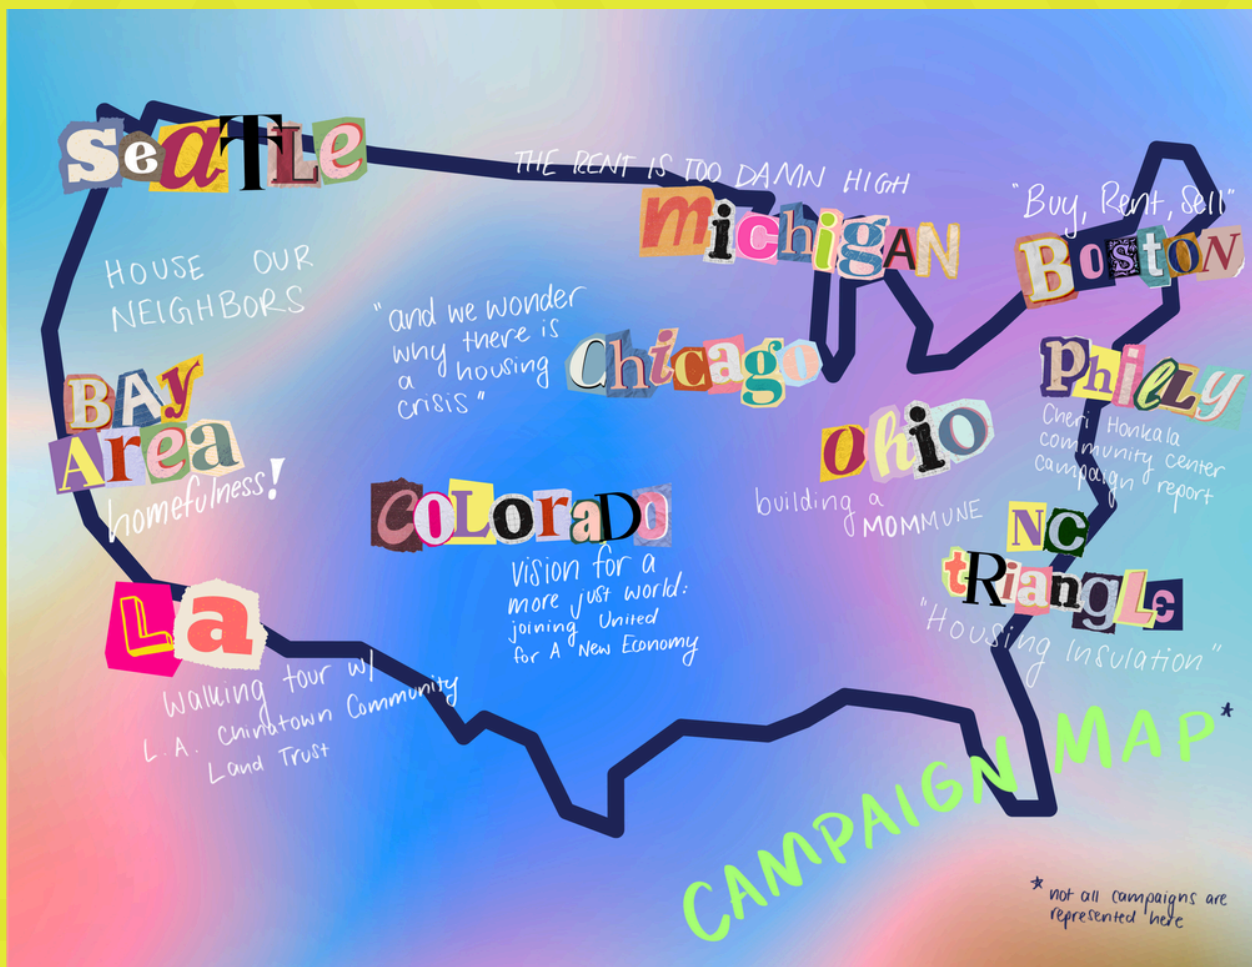 SeaTLe
HOUSE OUR
NEIGHBORS
THE RENT IS TOO DAMN HIGH
michigAN
"Buy, Rent, Sell"
BosToN
"and we wonder
why there is
a housing
crisis"
Chicago
PhilLy
Cheri Honkala
community center
campaign report
BAy
Area
homefulness!
Ohio
building a
MOMMUNE
COLoraDO
vision for a
more just world:
joining United
for A New Economy
NC
tRiangLe
"Housing Insulation"
La
walking tour w/
L.A. Chinatown Community
Land Trust
CAMPAIGN MAP*
* not all campaigns are
represented here